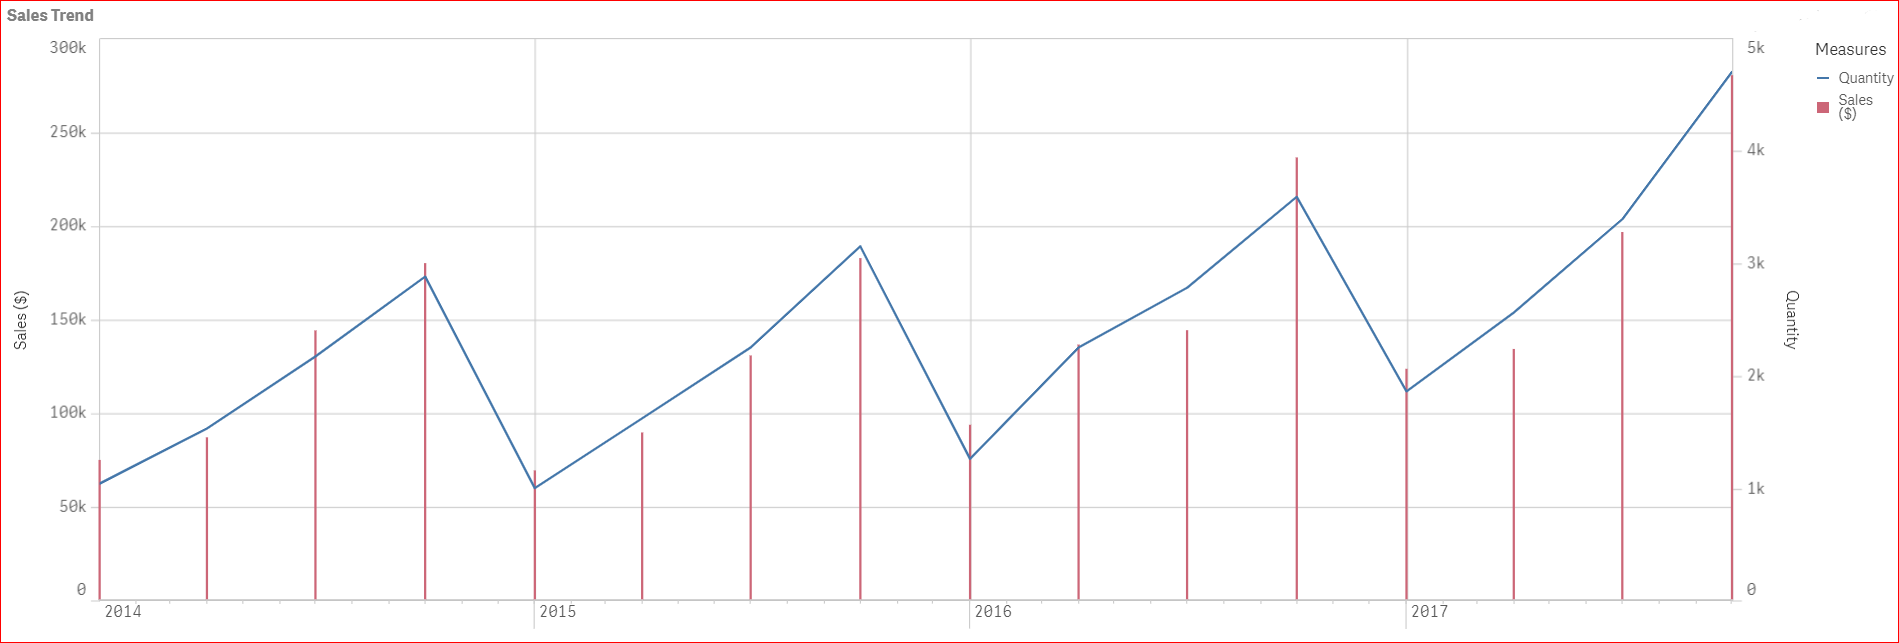 Sales Trend
300k
250k
200k
150k
100k
50k
0
Sales ($)
2014
2015
2016
2017
5k
4k
3k
2k
1k
0
Quantity
Measures
Quantity
Sales
($)